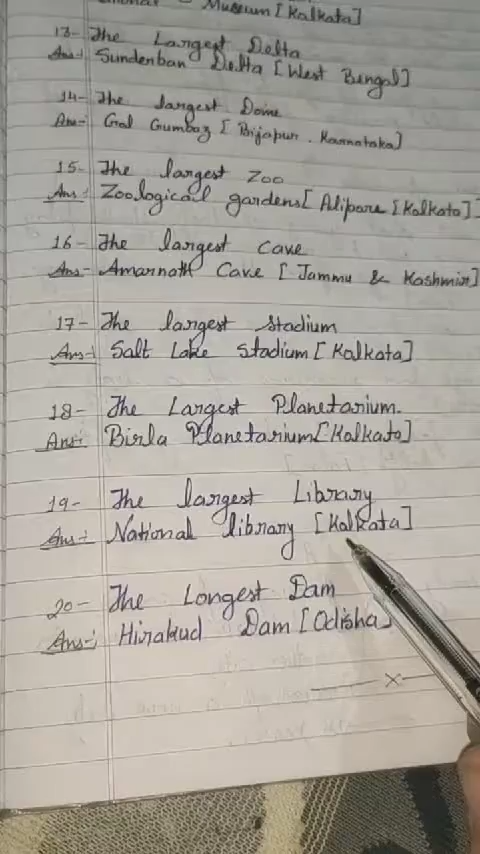 Museum [Kolkata]
13- The Largest Delta
Ans:- Sundenban Delta [West Bengal]
14- The largest Dome
Ans:- Gol Gumbaz [Bijapur. Karnataka]
15- The largest Zoo
Ans:- Zoological gardens [Alipore [Kolkata]]
16- The largest cave
Ans- Amarnath Cave [Jammu & Kashmir]
17- The largest Stadium
Ans:- Salt Lake Stadium [Kolkata]
18- The Largest Planetarium.
Ans:- Birla Planetarium [Kolkata]
19- The largest Library
Ans:- National library [Kolkata]
20- The Longest Dam
Ans:- Hirakud Dam [Odisha]
x